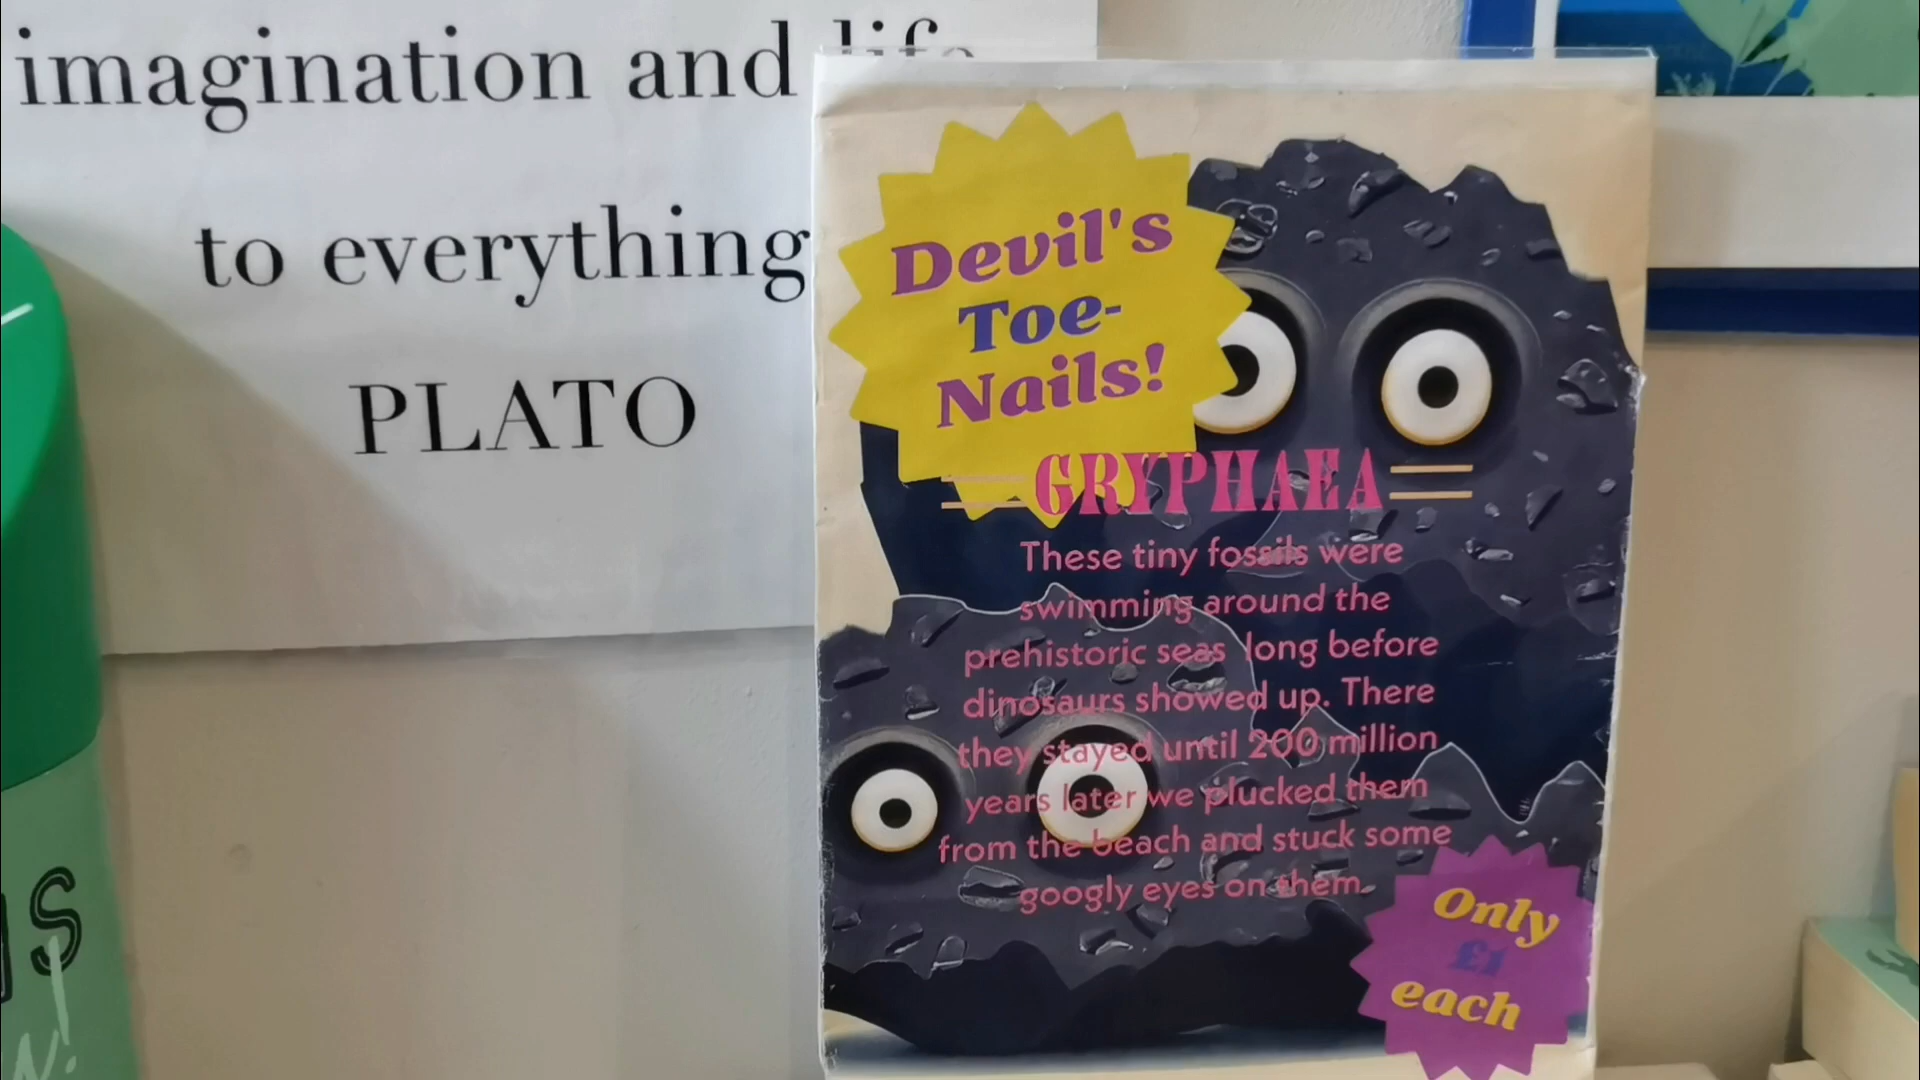 imagination and life
to everything
PLATO
Devil's
Toe-
Nails!
GRYPHAEA
These tiny fossils were
swimming around the
prehistoric seas long before
dinosaurs showed up. There
they stayed until 200 million
years later we plucked them
from the beach and stuck some
googly eyes on them.
Only
£1
each
S